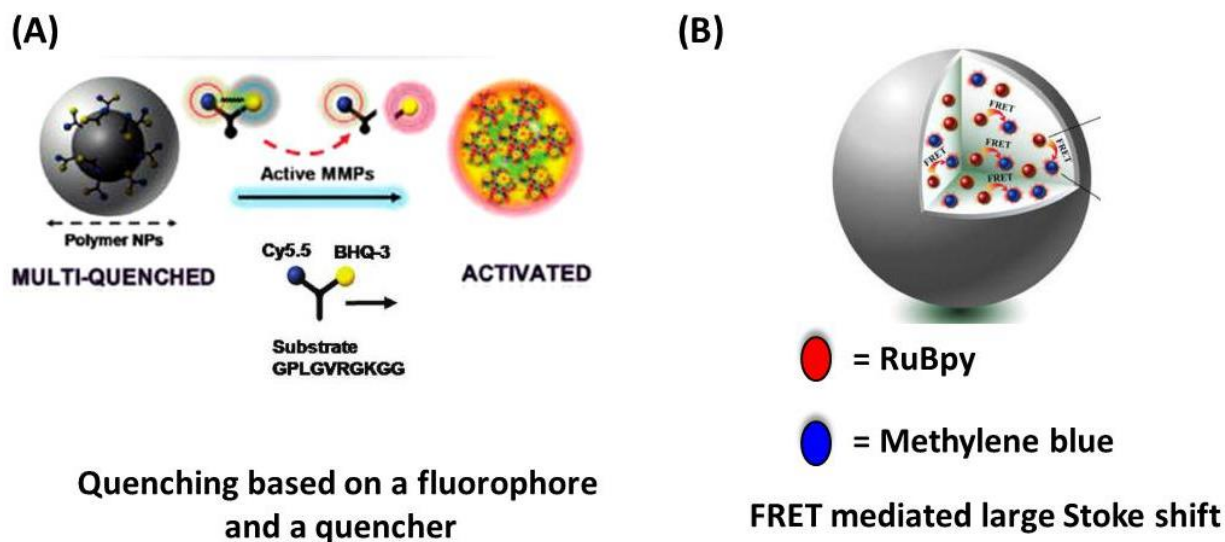 (A)
Active MMPs
Polymer NPs
MULTI-QUENCHED
Cy5.5 BHQ-3
ACTIVATED
Substrate
GPLGVRGKGG
Quenching based on a fluorophore
and a quencher
(B)
FRET
FRET
FRET
FRET
FRET
= RuBpy
= Methylene blue
FRET mediated large Stoke shift